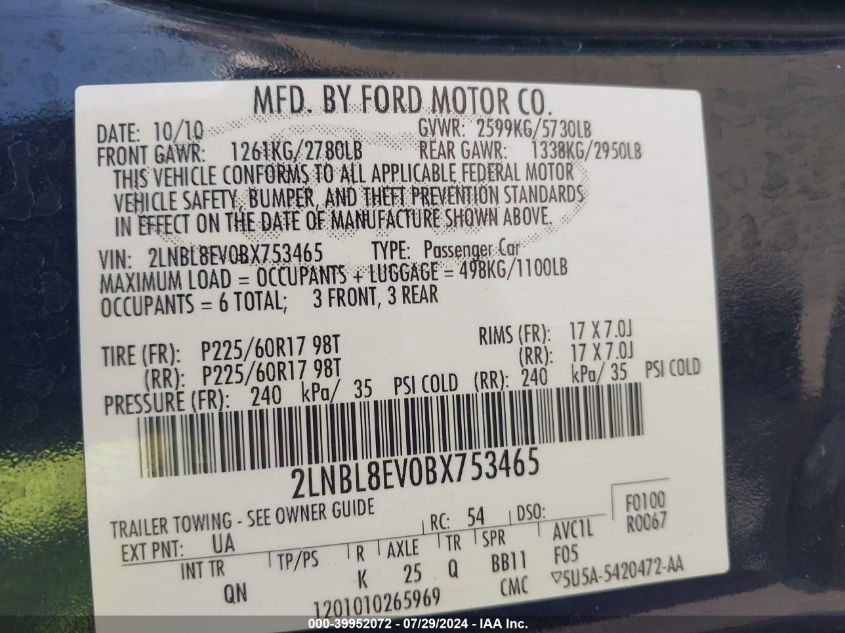 MFD. BY FORD MOTOR CO.
DATE: 10/10 GVWR: 2599KG/5730LB
FRONT GAWR: 1261KG/2780LB REAR GAWR: 1338KG/2950LB
THIS VEHICLE CONFORMS TO ALL APPLICABLE FEDERAL MOTOR
VEHICLE SAFETY, BUMPER, AND THEFT PREVENTION STANDARDS
IN EFFECT ON THE DATE OF MANUFACTURE SHOWN ABOVE.
VIN: 2LNBL8EV0BX753465 TYPE: Passenger Car
MAXIMUM LOAD = OCCUPANTS + LUGGAGE = 498KG/1100LB
OCCUPANTS = 6 TOTAL; 3 FRONT, 3 REAR
TIRE (FR): P225/60R17 98T RIMS (FR): 17 X 7.0J
(RR): P225/60R17 98T (RR): 17 X 7.0J
PRESSURE (FR): 240 kPa/ 35 PSI COLD (RR): 240 kPa/ 35 PSI COLD
2LNBL8EV0BX753465
TRAILER TOWING - SEE OWNER GUIDE RC: 54 DSO: F0100
R0067
EXT PNT: UA
INT TR TP/PS R AXLE TR SPR AVC1L
QN K 25 Q BB11 F05
1201010265969 CMC ▽5U5A-5420472-AA
000-39952072 - 07/29/2024 - IAA Inc.